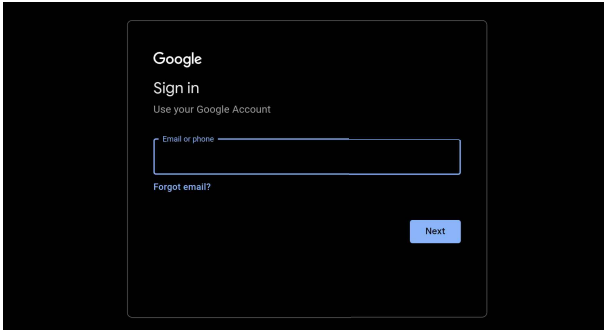 Google
Sign in
Use your Google Account
Email or phone
Forgot email?
Next